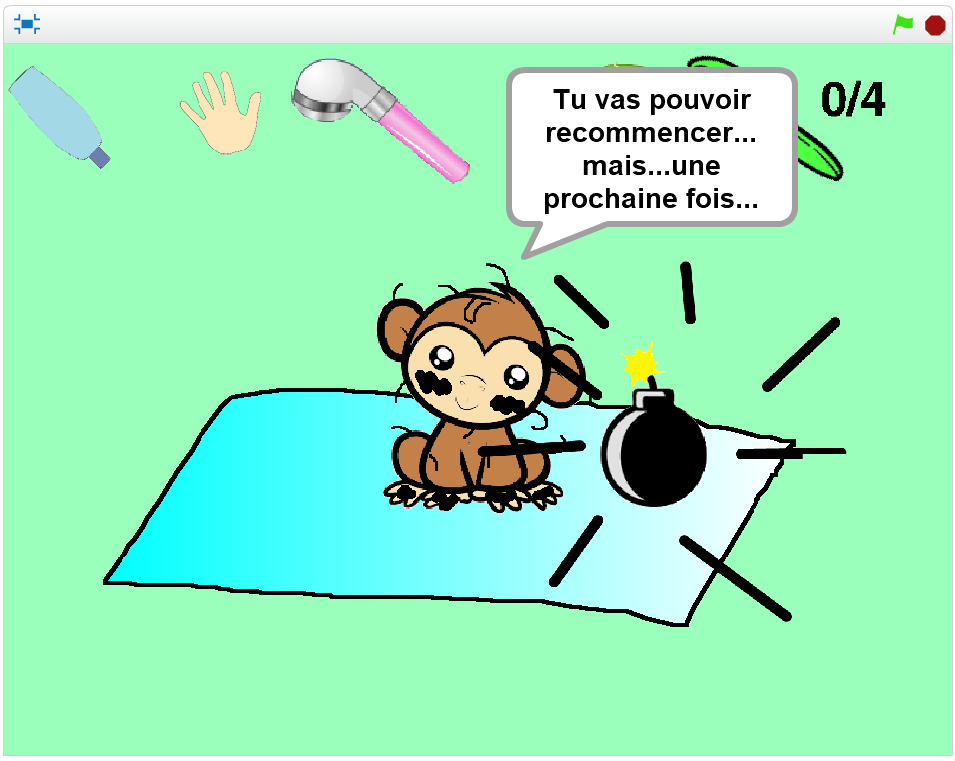 Tu vas pouvoir
recommencer...
mais...une
prochaine fois...
0/4